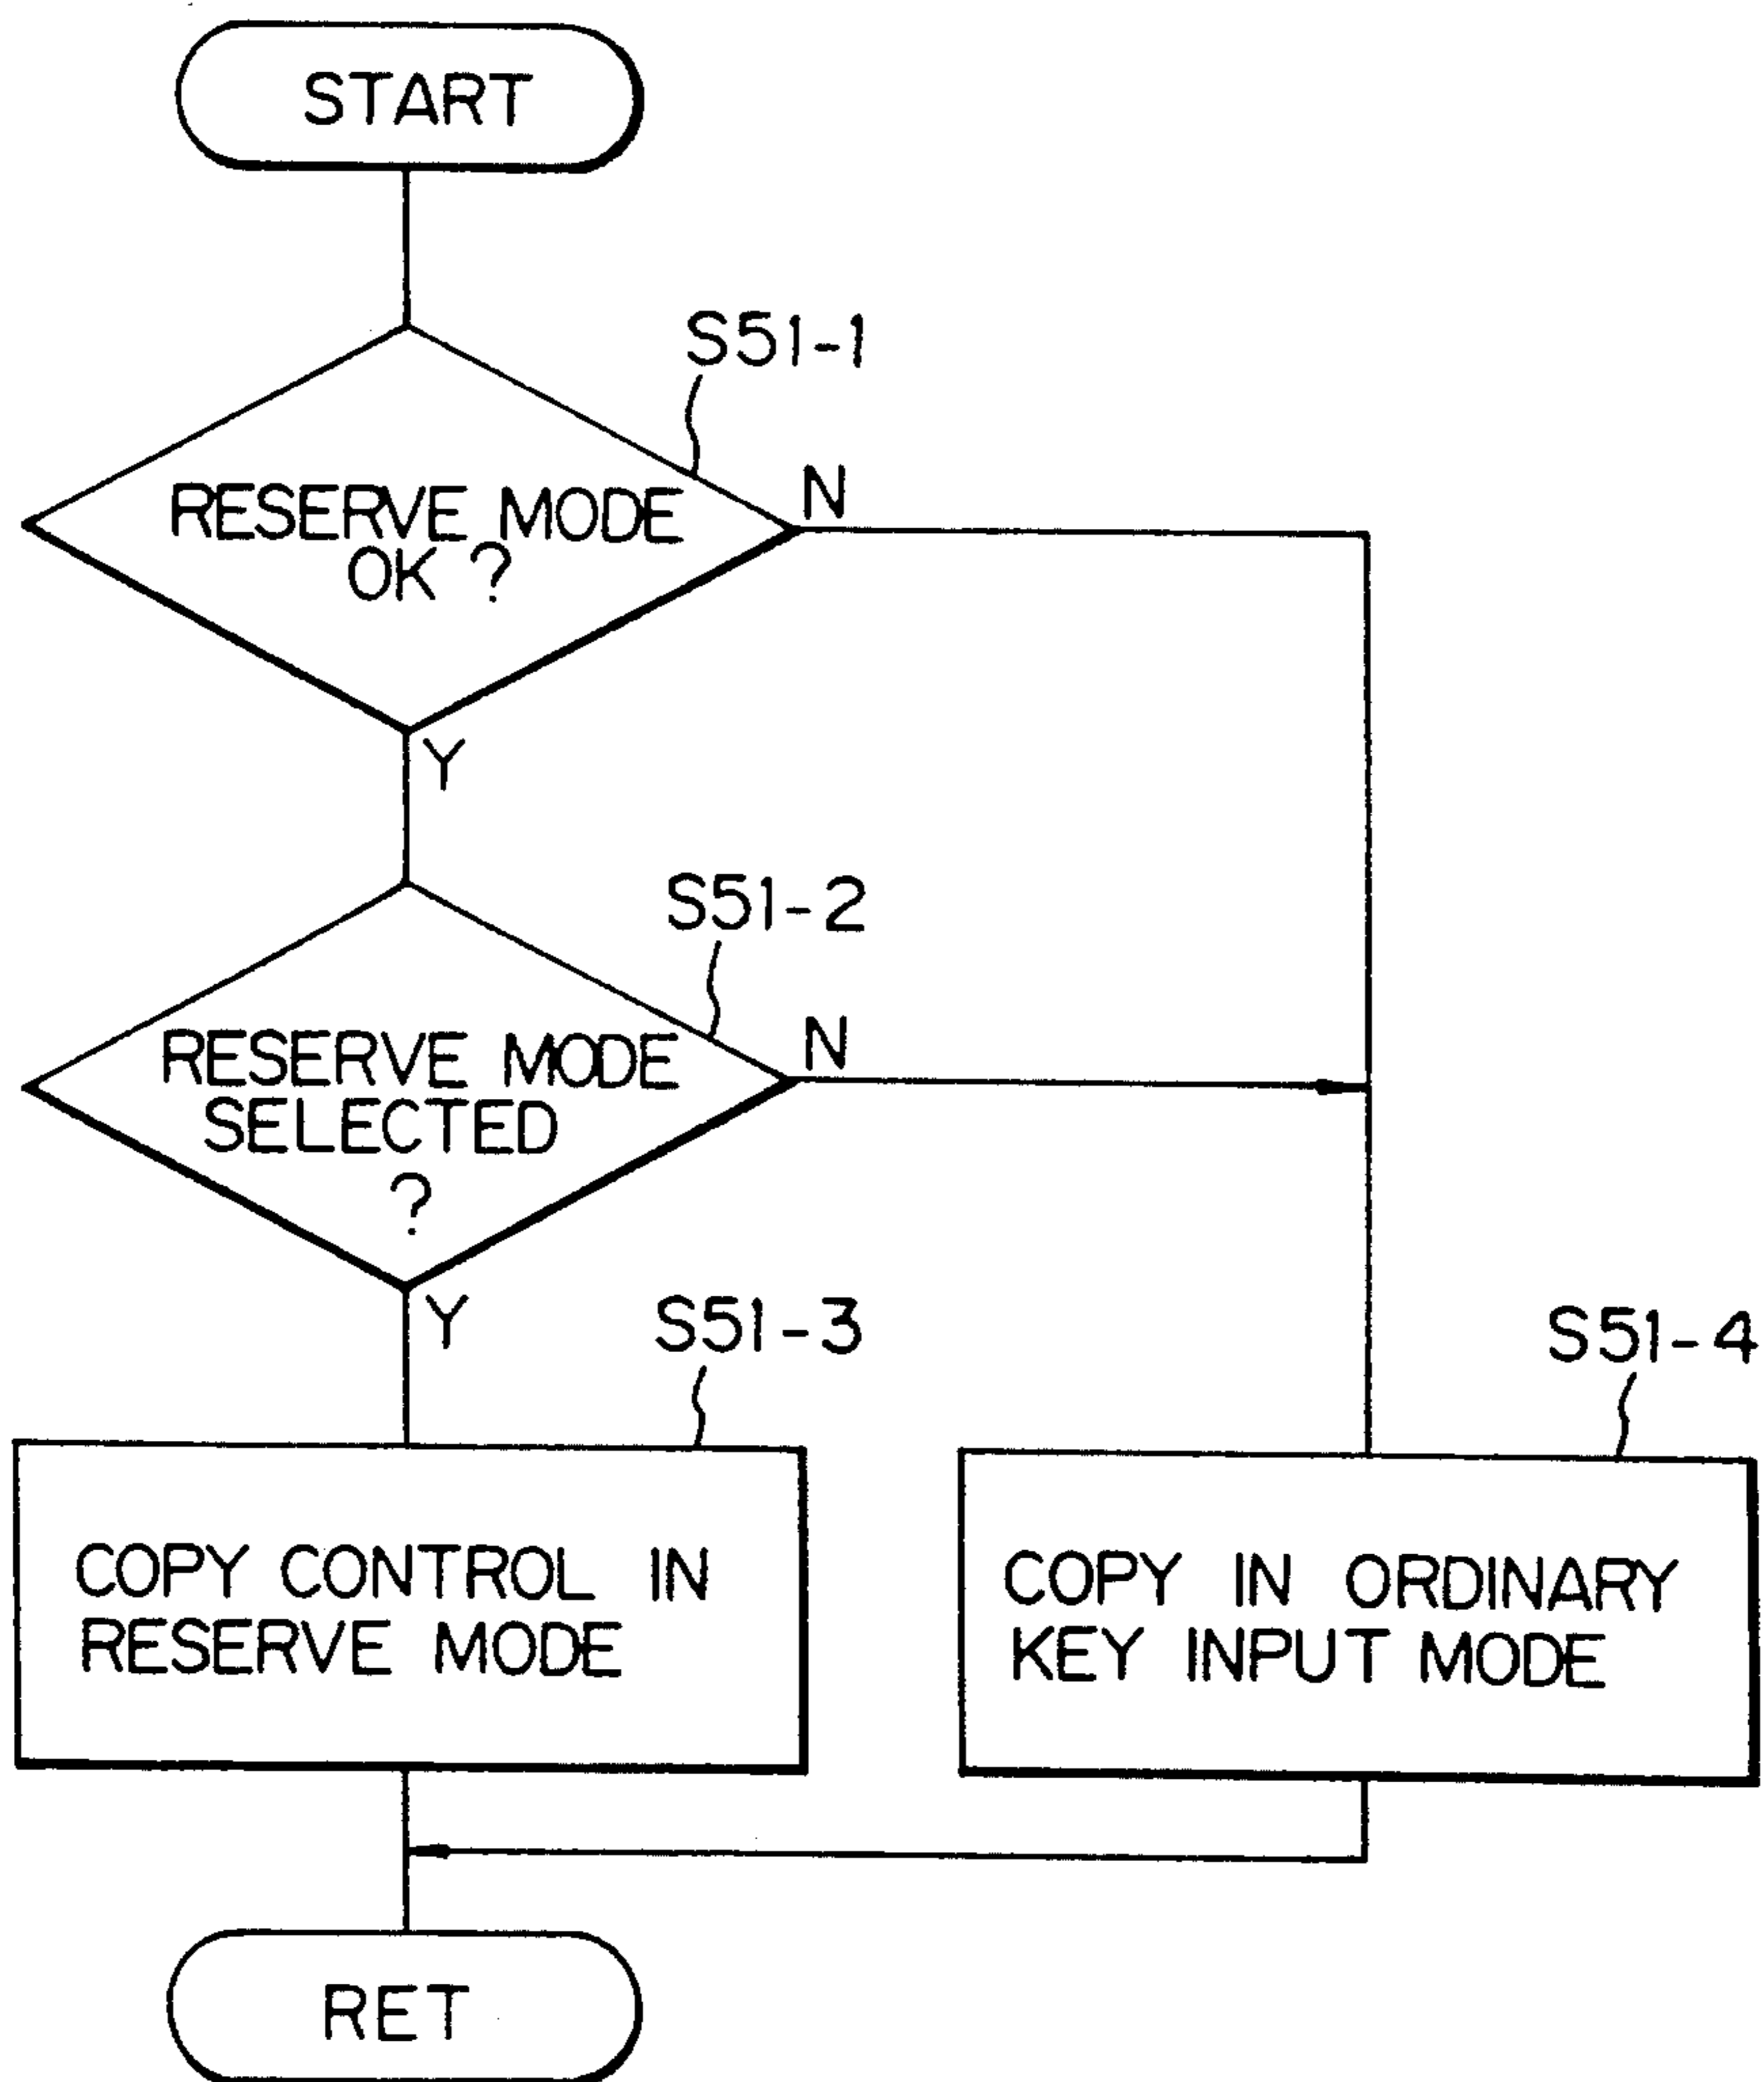 START
S51-1
RESERVE MODE
OK ?
N
Y
S51-2
RESERVE MODE
SELECTED
?
N
Y
S51-3
S51-4
COPY CONTROL IN
RESERVE MODE
COPY IN ORDINARY
KEY INPUT MODE
RET